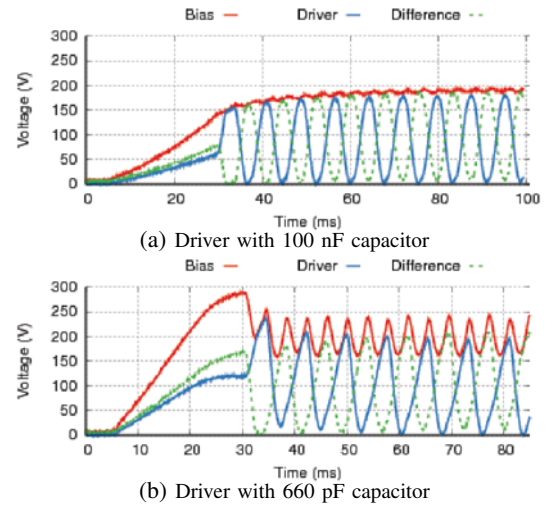 Bias Driver Difference
300
250
200
150
100
50
0
Voltage (V)
0 20 40 60 80 100
Time (ms)
(a) Driver with 100 nF capacitor
Bias Driver Difference
300
250
200
150
100
50
0
Voltage (V)
0 10 20 30 40 50 60 70 80
Time (ms)
(b) Driver with 660 pF capacitor